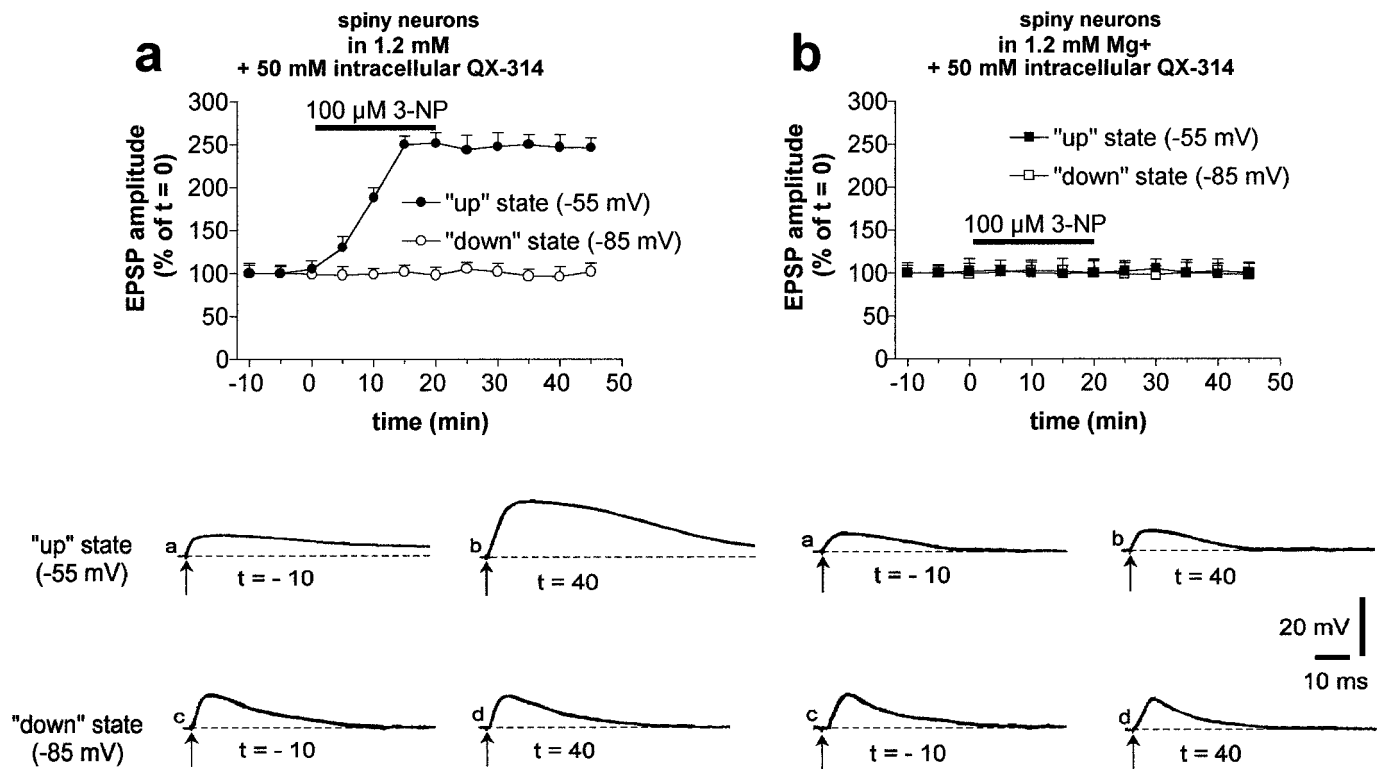 a
spiny neurons
in 1.2 mM
+ 50 mM intracellular QX-314
EPSP amplitude
(% of t = 0)
300
250
200
150
100
50
0
100 µM 3-NP
"up" state (-55 mV)
"down" state (-85 mV)
-10
0
10
20
30
40
50
time (min)
b
spiny neurons
in 1.2 mM Mg+
+ 50 mM intracellular QX-314
EPSP amplitude
(% of t = 0)
300
250
200
150
100
50
0
"up" state (-55 mV)
"down" state (-85 mV)
100 µM 3-NP
-10
0
10
20
30
40
50
time (min)
"up" state
(-55 mV)
a
t = - 10
b
t = 40
a
t = - 10
b
t = 40
20 mV
10 ms
"down" state
(-85 mV)
c
t = - 10
d
t = 40
c
t = - 10
d
t = 40